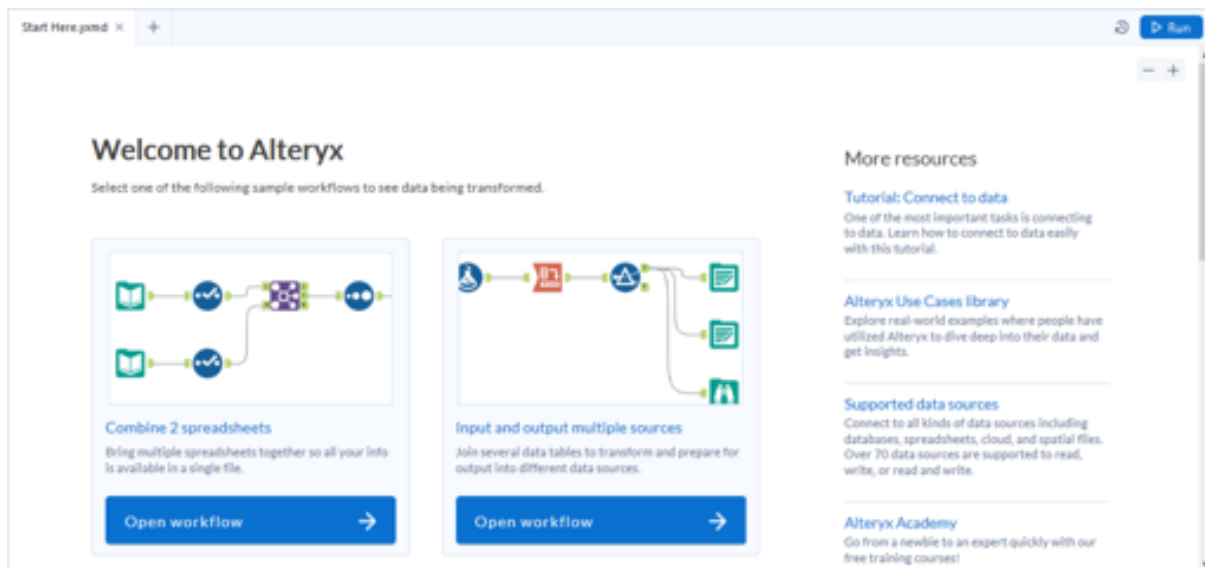 Start Here.yxmd × +
Run
− +
Welcome to Alteryx
Select one of the following sample workflows to see data being transformed.
Combine 2 spreadsheets
Bring multiple spreadsheets together so all your info
is available in a single file.
Open workflow
Input and output multiple sources
Join several data tables to transform and prepare for
output into different data sources.
Open workflow
More resources
Tutorial: Connect to data
One of the most important tasks is connecting
to data. Learn how to connect to data easily
with this tutorial.
Alteryx Use Cases library
Explore real-world examples where people have
utilized Alteryx to dive deep into their data and
get insights.
Supported data sources
Connect to all kinds of data sources including
databases, spreadsheets, cloud, and spatial files.
Over 70 data sources are supported to read,
write, or read and write.
Alteryx Academy
Go from a newbie to an expert quickly with our
free training courses!